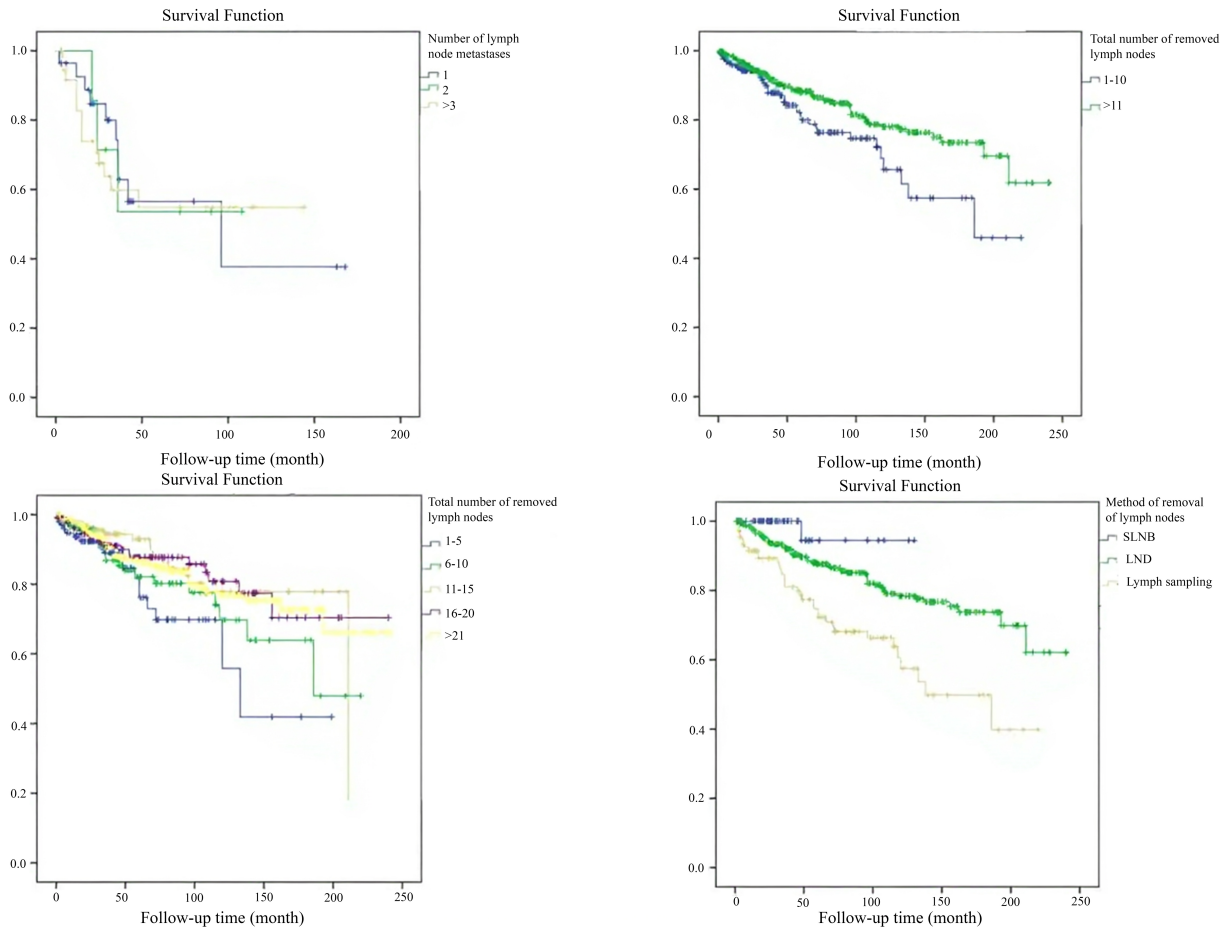 Survival Function
Number of lymph
node metastases
1
2
>3
1.0
0.8
0.6
0.4
0.2
0.0
0 50 100 150 200
Follow-up time (month)
Survival Function
Total number of removed
lymph nodes
1-10
>11
1.0
0.8
0.6
0.4
0.2
0.0
0 50 100 150 200 250
Follow-up time (month)
Survival Function
Total number of removed
lymph nodes
1-5
6-10
11-15
16-20
>21
1.0
0.8
0.6
0.4
0.2
0.0
0 50 100 150 200 250
Follow-up time (month)
Survival Function
Method of removal
of lymph nodes
SLNB
LND
Lymph sampling
1.0
0.8
0.6
0.4
0.2
0.0
0 50 100 150 200 250
Follow-up time (month)